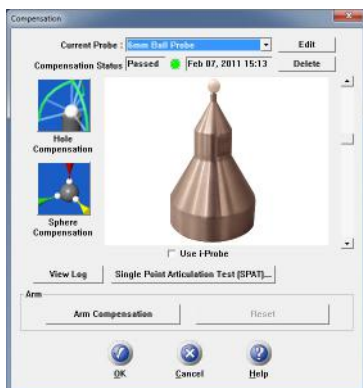 Compensation
Current Probe : 6mm Ball Probe Edit
Compensation Status Passed Feb 07, 2011 15:13 Delete
Hole
Compensation
Sphere
Compensation
Use i-Probe
View Log Single Point Articulation Test (SPAT)...
Arm
Arm Compensation Reset
OK Cancel Help